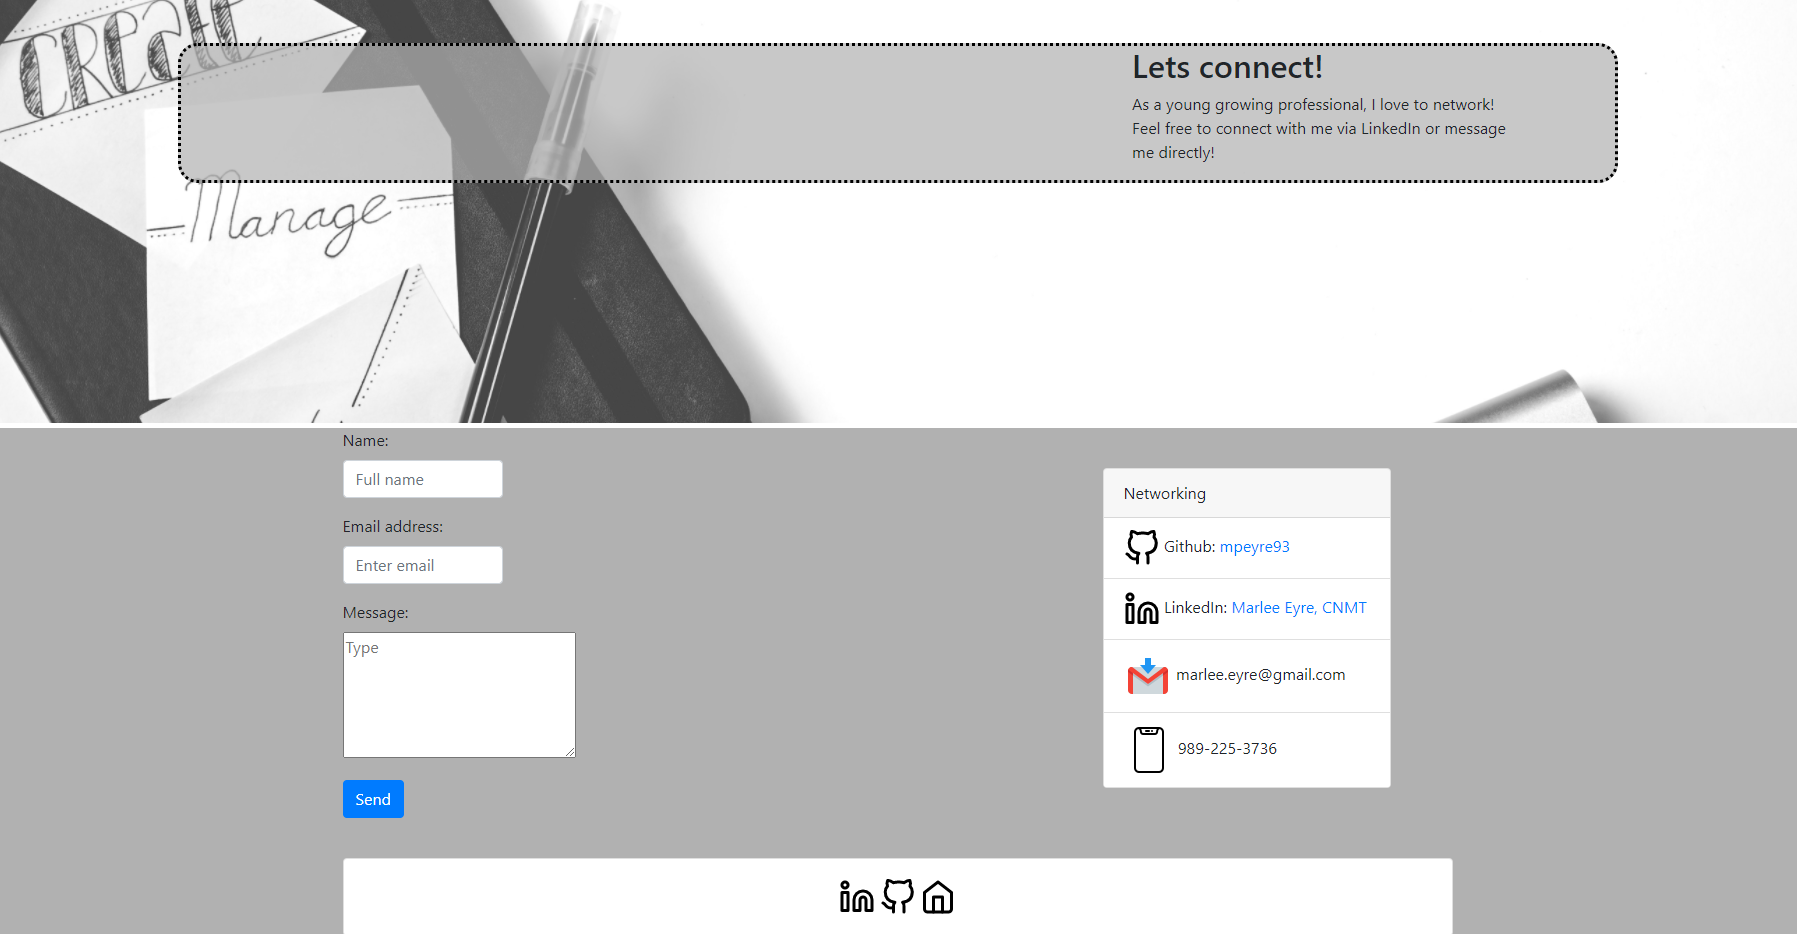 CREATE
Lets connect!
As a young growing professional, I love to network!
Feel free to connect with me via LinkedIn or message
me directly!
Manage
Name:
Full name
Email address:
Enter email
Message:
Type
Send
Networking
Github: mpeyre93
LinkedIn: Marlee Eyre, CNMT
marlee.eyre@gmail.com
989-225-3736